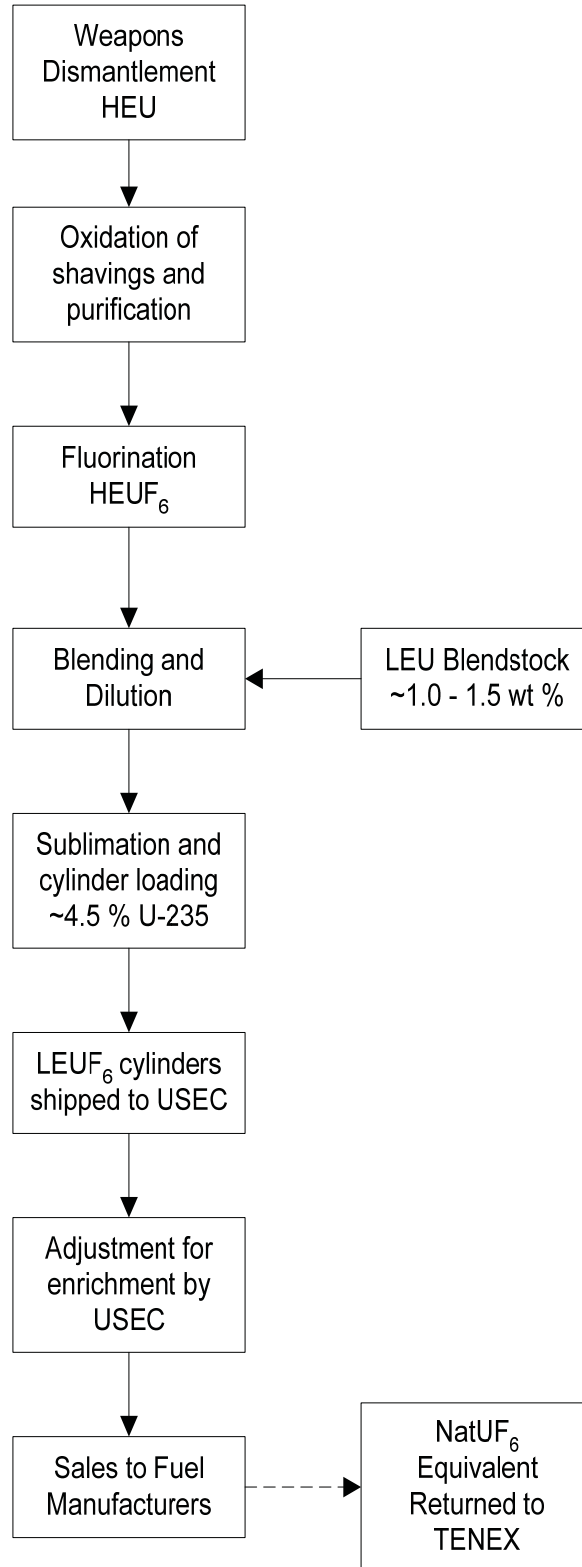 Weapons
Dismantlement
HEU
Oxidation of
shavings and
purification
Fluorination
HEUF₆
Blending and
Dilution
LEU Blendstock
~1.0 - 1.5 wt %
Sublimation and
cylinder loading
~4.5 % U-235
LEUF₆ cylinders
shipped to USEC
Adjustment for
enrichment by
USEC
Sales to Fuel
Manufacturers
NatUF₆
Equivalent
Returned to
TENEX